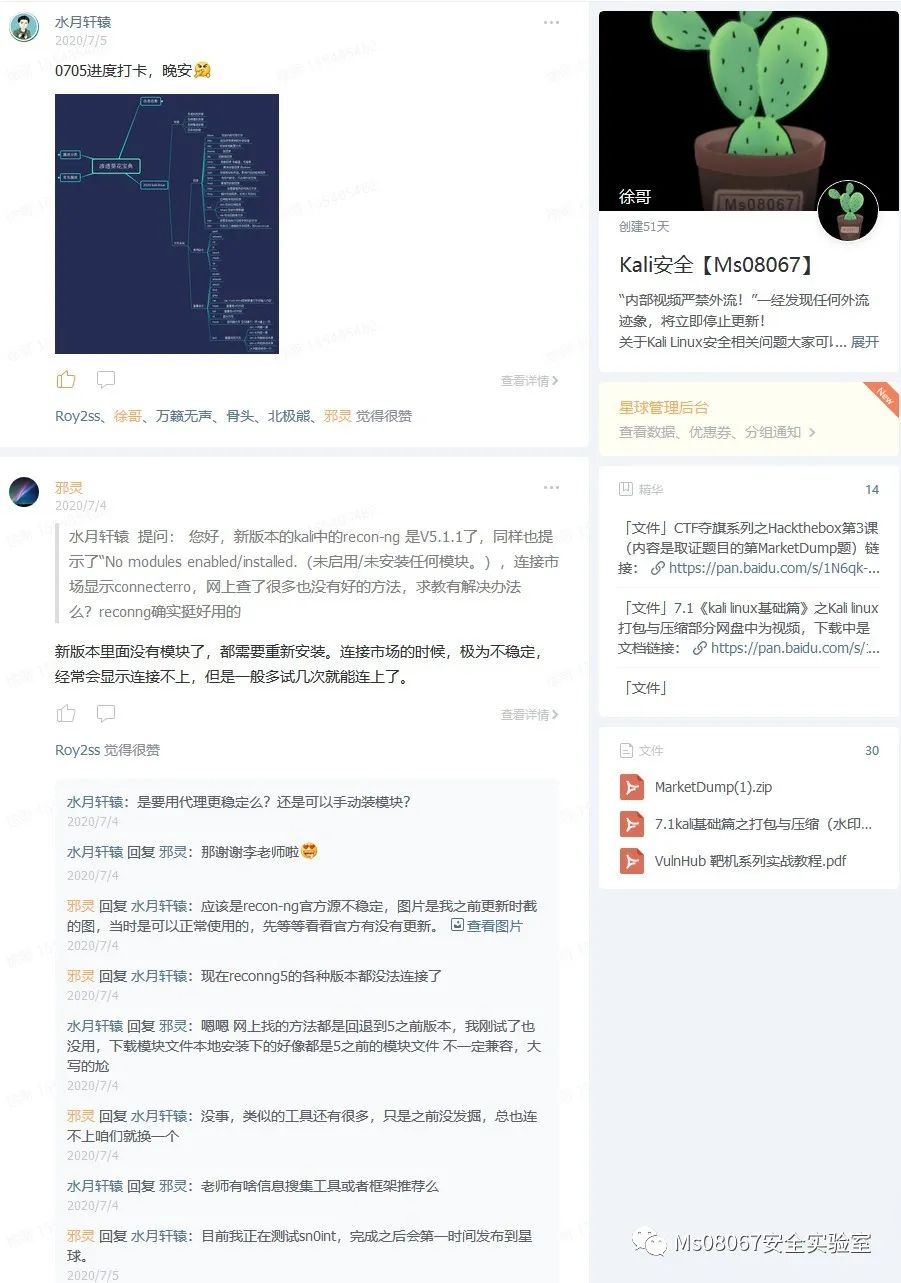 水月轩辕
2020/7/5
0705进度打卡，晚安
渗透葵花宝典
查看详情
Roy2ss、徐哥、万籁无声、骨头、北极熊、邪灵 觉得很赞
邪灵
2020/7/4
水月轩辕 提问： 您好，新版本的kali中的recon-ng 是V5.1.1了，同样也提
示了“No modules enabled/installed.（未启用/未安装任何模块。），连接市
场显示connecterro，网上查了很多也没有好的方法，求教有解决办法
么？reconng确实挺好用的
新版本里面没有模块了，都需要重新安装。连接市场的时候，极为不稳定，
经常会显示连接不上，但是一般多试几次就能连上了。
查看详情
Roy2ss 觉得很赞
水月轩辕：是要用代理更稳定么？还是可以手动装模块？
2020/7/4
水月轩辕 回复 邪灵：那谢谢李老师啦
2020/7/4
邪灵 回复 水月轩辕：应该是recon-ng官方源不稳定，图片是我之前更新时截
的图，当时是可以正常使用的，先等等看看官方有没有更新。 查看图片
2020/7/4
邪灵 回复 水月轩辕：现在reconng5的各种版本都没法连接了
2020/7/4
水月轩辕 回复 邪灵：嗯嗯 网上找的方法都是回退到5之前版本，我刚试了也
没用，下载模块文件本地安装下的好像都是5之前的模块文件 不一定兼容，大
写的尬
2020/7/4
邪灵 回复 水月轩辕：没事，类似的工具还有很多，只是之前没发掘，总也连
不上咱们就换一个
2020/7/4
水月轩辕 回复 邪灵：老师有啥信息搜集工具或者框架推荐么
2020/7/4
邪灵 回复 水月轩辕：目前我正在测试sn0int，完成之后会第一时间发布到星
球。
2020/7/5
Ms08067
徐哥
创建51天
Kali安全【Ms08067】
“内部视频严禁外流！”一经发现任何外流
迹象，将立即停止更新！
关于Kali Linux安全相关问题大家可以... 展开
New
星球管理后台
查看数据、优惠券、分组通知
精华 14
「文件」CTF夺旗系列之Hackthebox第3课
（内容是取证题目的第MarketDump题）链
接： https://pan.baidu.com/s/1N6qk-...
「文件」7.1《kali linux基础篇》之Kali linux
打包与压缩部分网盘中为视频，下载中是
文档链接： https://pan.baidu.com/s/...
「文件」
文件 30
MarketDump(1).zip
7.1kali基础篇之打包与压缩（水印...
VulnHub 靶机系列实战教程.pdf
Ms08067安全实验室